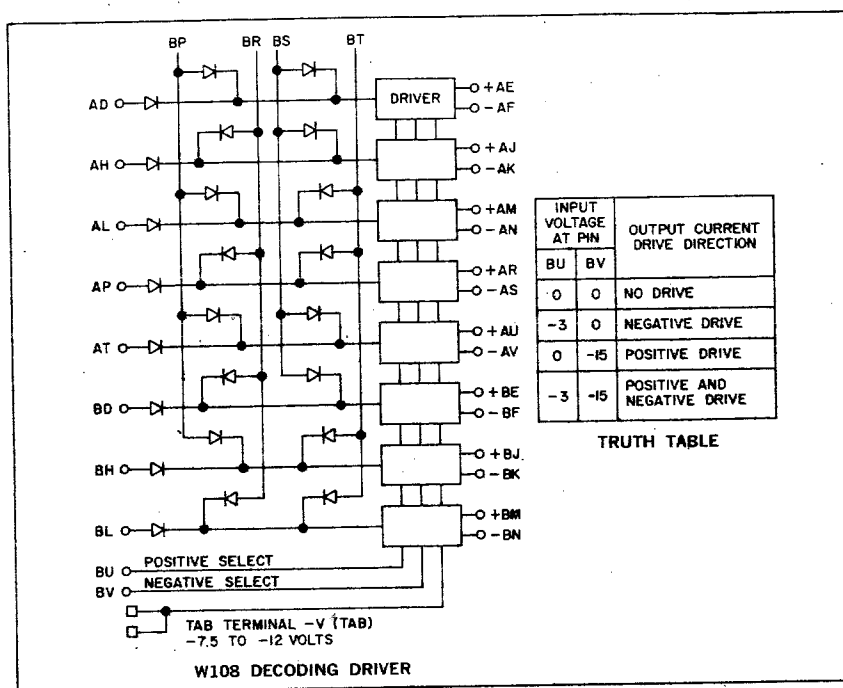 BP BR BS BT
AD DRIVER +AE
-AF
AH +AJ
-AK
AL +AM
-AN
AP +AR
-AS
AT +AU
-AV
BD +BE
-BF
BH +BJ
-BK
BL +BM
-BN
BU POSITIVE SELECT
BV NEGATIVE SELECT
TAB TERMINAL -V (TAB)
-7.5 TO -12 VOLTS
W108 DECODING DRIVER
INPUT VOLTAGE AT PIN OUTPUT CURRENT DRIVE DIRECTION
BU BV
0 0 NO DRIVE
-3 0 NEGATIVE DRIVE
0 -15 POSITIVE DRIVE
-3 -15 POSITIVE AND NEGATIVE DRIVE
TRUTH TABLE